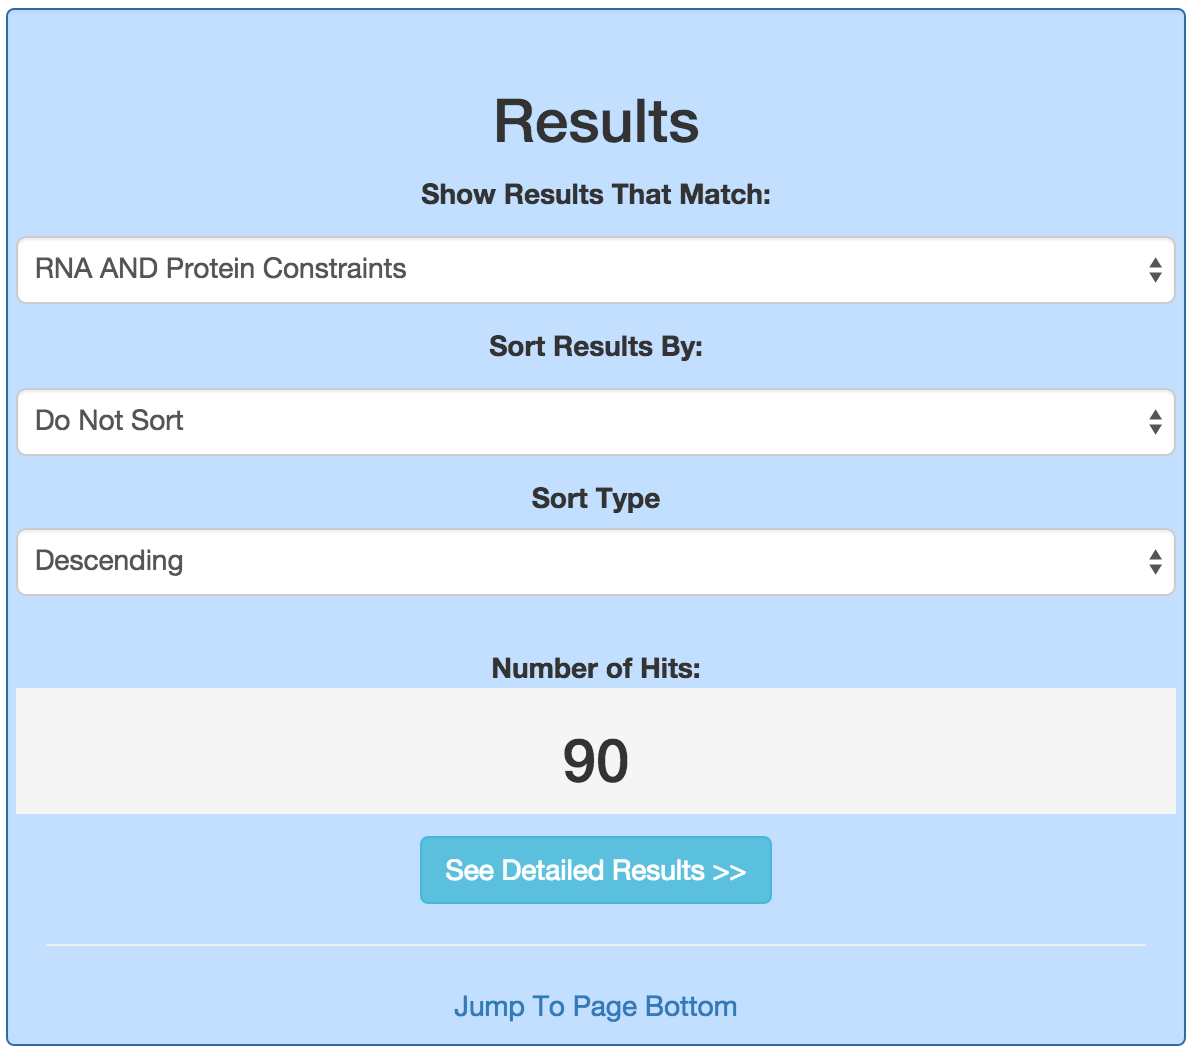 Results
Show Results That Match:
RNA AND Protein Constraints
Sort Results By:
Do Not Sort
Sort Type
Descending
Number of Hits:
90
See Detailed Results >>
Jump To Page Bottom